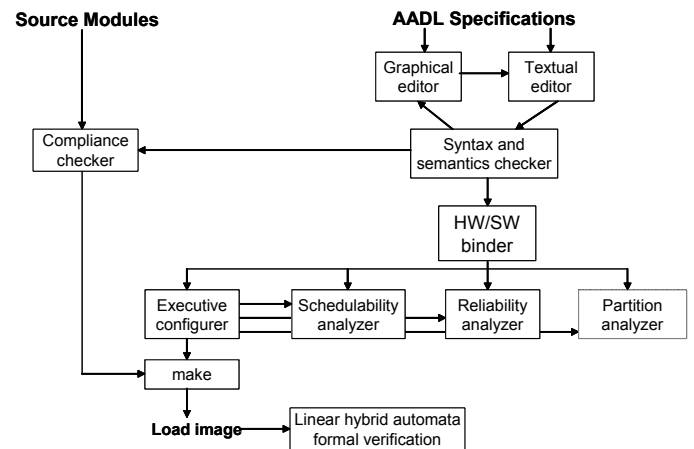 Source Modules
AADL Specifications
Graphical
editor
Textual
editor
Compliance
checker
Syntax and
semantics checker
HW/SW
binder
Executive
configurer
Schedulability
analyzer
Reliability
analyzer
Partition
analyzer
make
Load image
Linear hybrid automata
formal verification